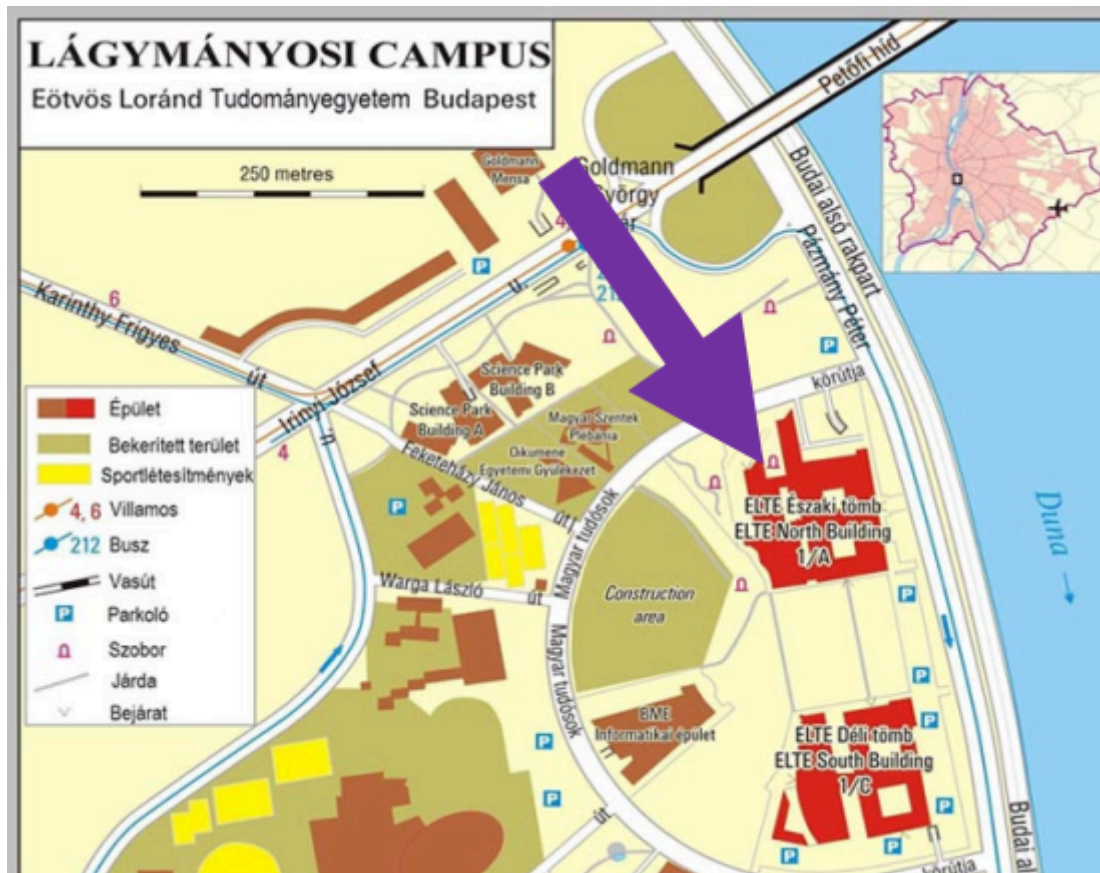 LÁGYMÁNYOSI CAMPUS
Eötvös Loránd Tudományegyetem Budapest
250 metres
Goldmann
Mensa
Goldmann
György
Petőfi híd
Budai alsó rakpart
Pázmány Péter
körútja
6
Karinthy Frigyes
út
Irinyi József
u.
4
212
Science Park
Building B
Science Park
Building A
Magyar Szentek
Plébánia
Oikumene
Egyetemi Gyülekezet
Feketeházy János
út
Magyar tudósok
Épület
Bekerített terület
Sportlétesítmények
4, 6 Villamos
212 Busz
Vasút
P Parkoló
Szobor
Járda
Bejárat
ELTE Északi tömb
ELTE North Building
1/A
Duna
Warga László
út
Construction
area
Magyar tudósok
BME
Informatikai épület
ELTE Déli tömb
ELTE South Building
1/C
út
körútja
Budai al